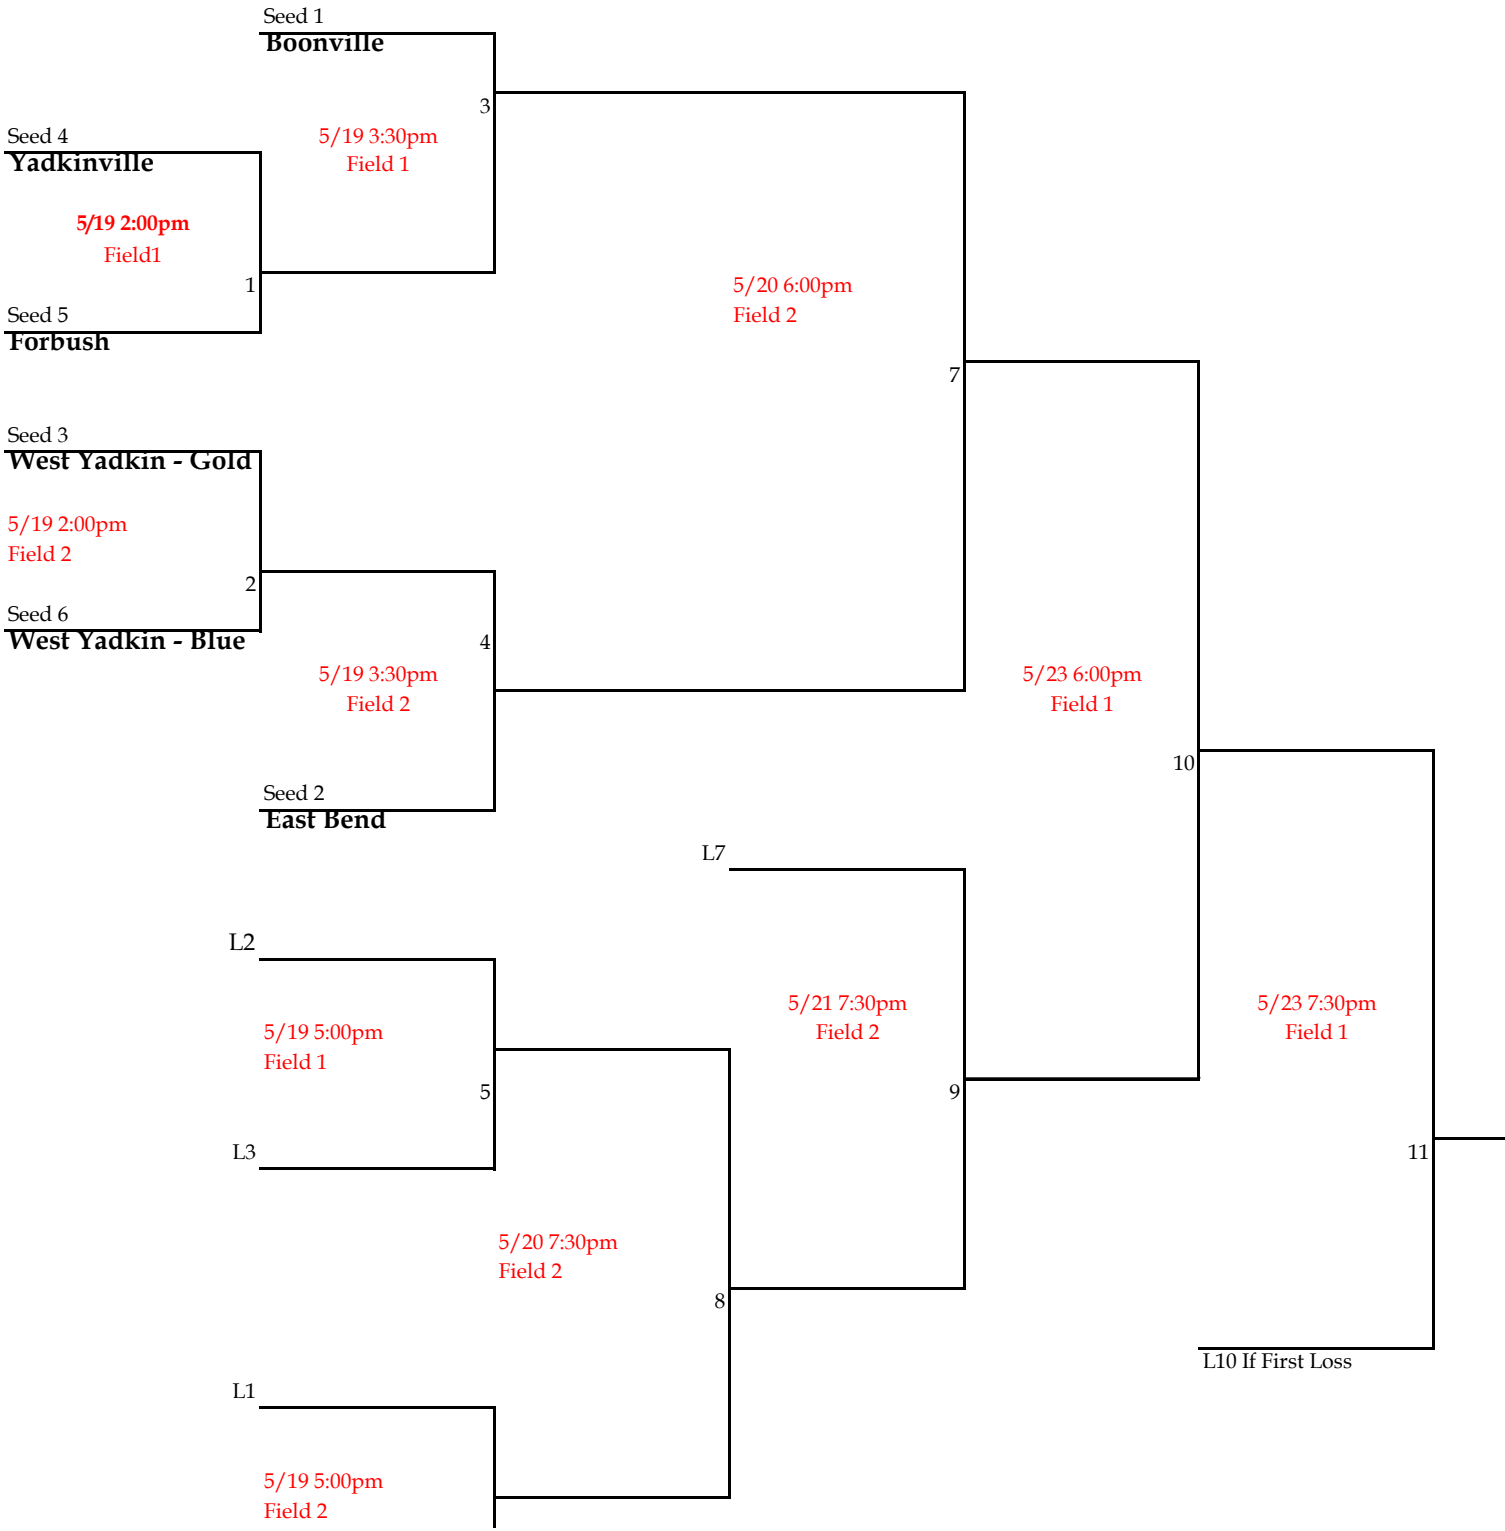 Seed 1
Boonville
3
Seed 4
Yadkinville
5/19 3:30pm
Field 1
5/19 2:00pm
Field1
1
Seed 5
Forbush
5/20 6:00pm
Field 2
7
Seed 3
West Yadkin - Gold
5/19 2:00pm
Field 2
2
Seed 6
West Yadkin - Blue
4
5/19 3:30pm
Field 2
5/23 6:00pm
Field 1
10
Seed 2
East Bend
L7
L2
5/19 5:00pm
Field 1
5
L3
5/21 7:30pm
Field 2
9
5/23 7:30pm
Field 1
11
5/20 7:30pm
Field 2
8
L10 If First Loss
L1
5/19 5:00pm
Field 2